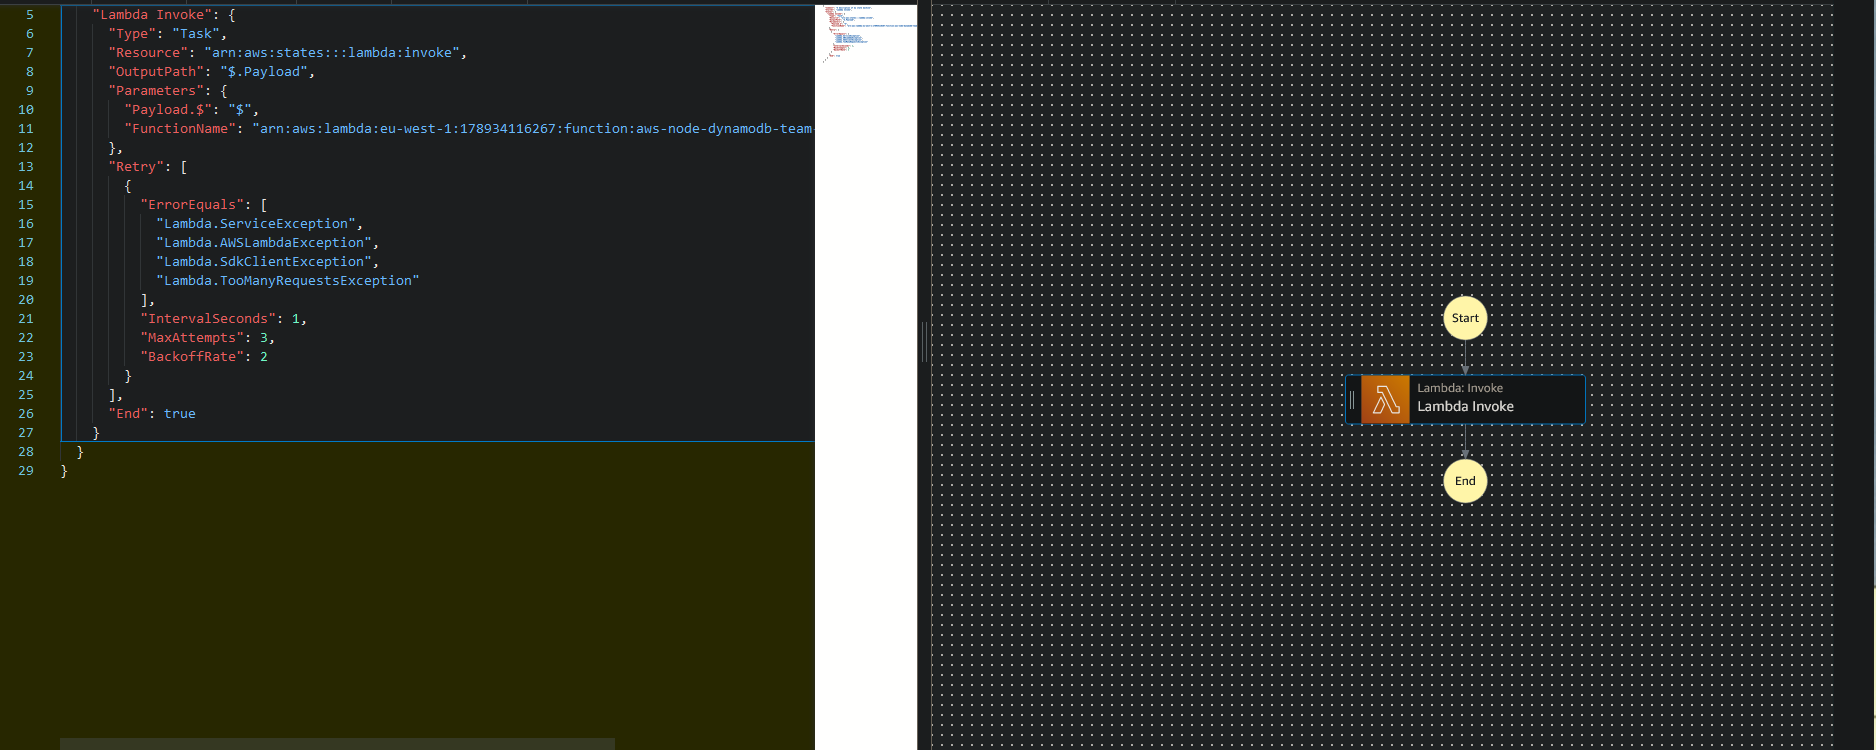 5 "Lambda Invoke": {
6 "Type": "Task",
7 "Resource": "arn:aws:states:::lambda:invoke",
8 "OutputPath": "$.Payload",
9 "Parameters": {
10 "Payload.$": "$",
11 "FunctionName": "arn:aws:lambda:eu-west-1:178934116267:function:aws-node-dynamodb-team-
12 },
13 "Retry": [
14 {
15 "ErrorEquals": [
16 "Lambda.ServiceException",
17 "Lambda.AWSLambdaException",
18 "Lambda.SdkClientException",
19 "Lambda.TooManyRequestsException"
20 ],
21 "IntervalSeconds": 1,
22 "MaxAttempts": 3,
23 "BackoffRate": 2
24 }
25 ],
26 "End": true
27 }
28 }
29 }
Start
Lambda: Invoke
Lambda Invoke
End